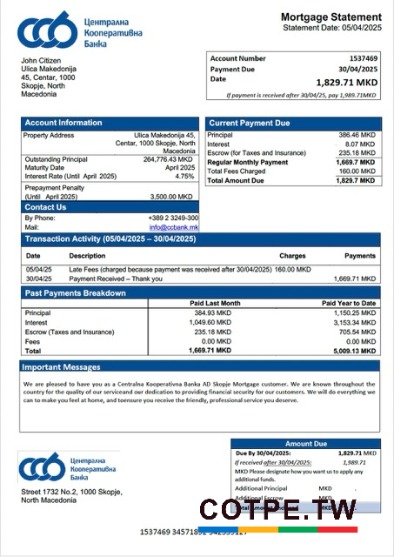 Централна
Кооперативна
Банка
Mortgage Statement
Statement Date: 05/04/2025
John Citizen
Ulica Makedonija
45, Centar, 1000
Skopje, North
Macedonia
Account Number 1537469
Payment Due 30/04/2025
Date 1,829.71 MKD
If payment is received after 30/04/25, pay 1,989.71MKD
Account Information
Property Address Ulica Makedonija 45,
Centar, 1000 Skopje, North
Macedonia
Outstanding Principal 264,776.43 MKD
Maturity Date April 2025
Interest Rate (Until April 2025) 4.75%
Prepayment Penalty
(Until April 2025) 3,500.00 MKD
Contact Us
By Phone: +389 2 3249-300
Mail: info@ccbank.mk
Current Payment Due
Principal 386.46 MKD
Interest 8.07 MKD
Escrow (for Taxes and Insurance) 235.18 MKD
Regular Monthly Payment 1,669.7 MKD
Total Fees Charged 160.00 MKD
Total Amount Due 1,829.7 MKD
Transaction Activity (05/04/2025 – 30/04/2025)
Date Description Charges Payments
05/04/25 Late Fees (charged because payment was received after 30/04/2025) 160.00 MKD
30/04/25 Payment Received – Thank you 1,669.71 MKD
Past Payments Breakdown
Paid Last Month Paid Year to Date
Principal 384.93 MKD 1,150.25 MKD
Interest 1,049.60 MKD 3,153.34 MKD
Escrow (Taxes and Insurance) 235.18 MKD 705.54 MKD
Fees 0.00 MKD 0.00 MKD
Total 1,669.71 MKD 5,009.13 MKD
Important Messages
We are pleased to have you as a Centralna Kooperativna Banka AD Skopje Mortgage customer. We are known throughout the
country for the quality of our serviceand our dedication to providing financial security for our customers. We will do everything we
can to make you feel at home, and toensure you receive the friendly, professional service you deserve.
Централна
Кооперативна
Банка
Street 1732 No.2, 1000 Skopje,
North Macedonia
Amount Due
Due By 30/04/2025: 1,829.71 MKD
If received after 30/04/2025: 1,989.71
MKD Please designate how you want us to apply any
additional funds.
Additional Principal MKD
Additional Escrow MKD
COTPE.TW
1537469 34571892